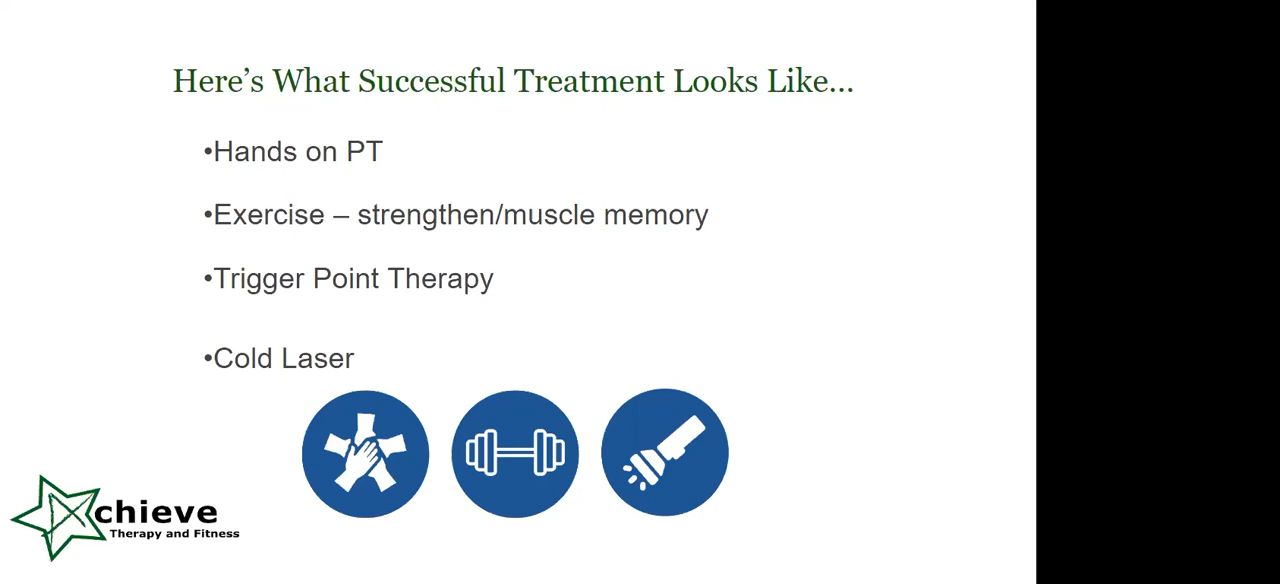 Here’s What Successful Treatment Looks Like...
•Hands on PT
•Exercise – strengthen/muscle memory
•Trigger Point Therapy
•Cold Laser
Achieve
Therapy and Fitness